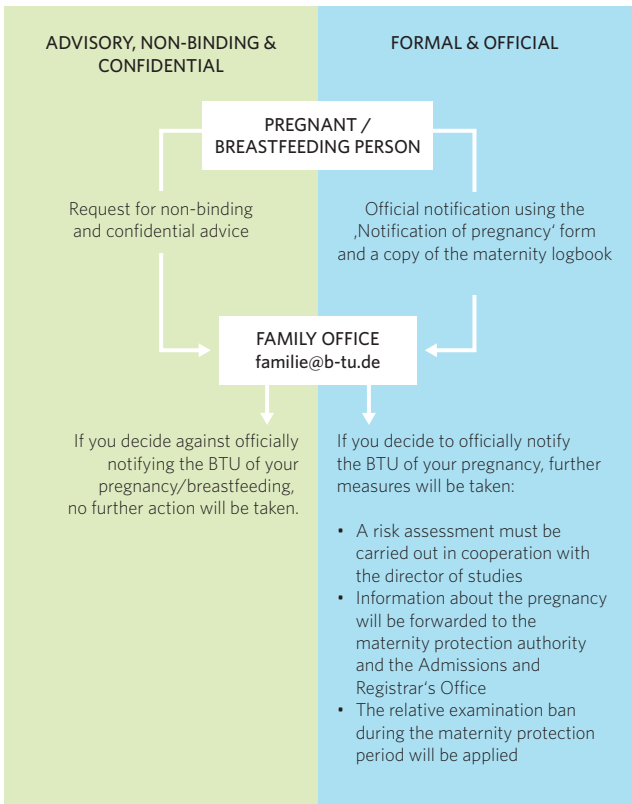 ADVISORY, NON-BINDING &
CONFIDENTIAL
FORMAL & OFFICIAL
PREGNANT /
BREASTFEEDING PERSON
Request for non-binding
and confidential advice
Official notification using the
‚Notification of pregnancy‘ form
and a copy of the maternity logbook
FAMILY OFFICE
familie@b-tu.de
If you decide against officially
notifying the BTU of your
pregnancy/breastfeeding,
no further action will be taken.
If you decide to officially notify
the BTU of your pregnancy, further
measures will be taken:
• A risk assessment must be
carried out in cooperation with
the director of studies
• Information about the pregnancy
will be forwarded to the
maternity protection authority
and the Admissions and
Registrar‘s Office
• The relative examination ban
during the maternity protection
period will be applied